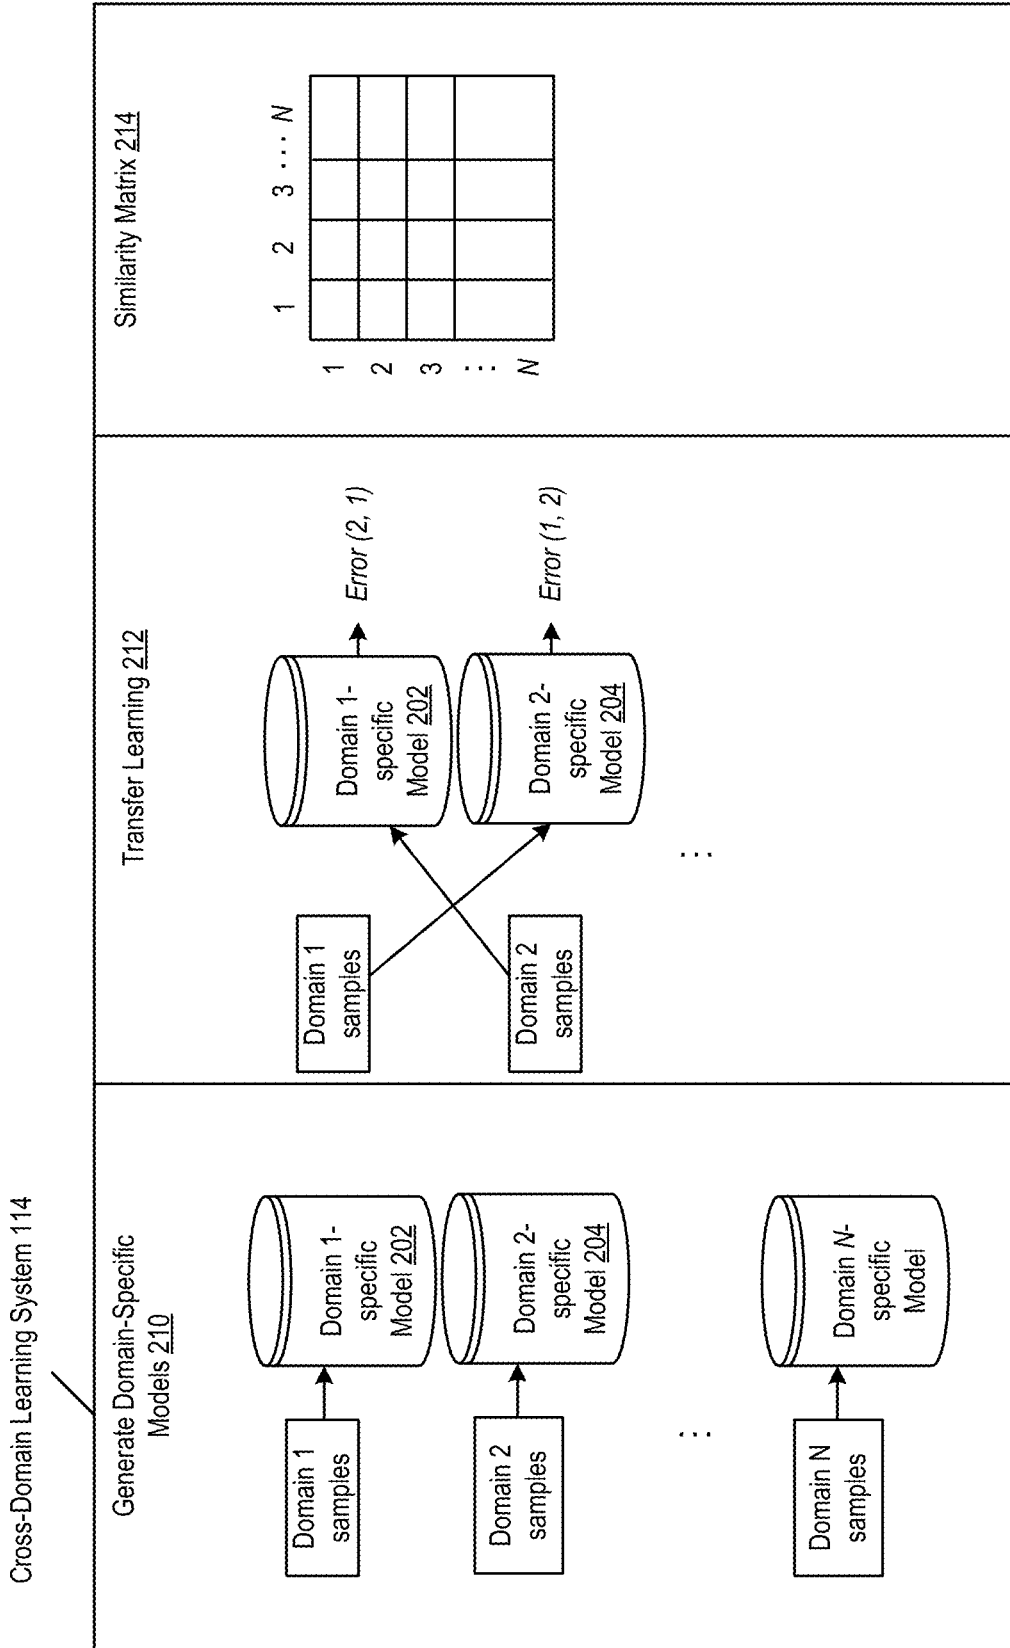 Cross-Domain Learning System 114
Generate Domain-Specific
Models 210
Domain 1
samples
Domain 1-
specific
Model 202
Domain 2
samples
Domain 2-
specific
Model 204
. . .
Domain N
samples
Domain N-
specific
Model
Transfer Learning 212
Domain 1
samples
Domain 2
samples
Domain 1-
specific
Model 202
Error (2, 1)
Domain 2-
specific
Model 204
Error (1, 2)
. . .
Similarity Matrix 214
1 2 3 . . . N
1
2
3
. . .
N